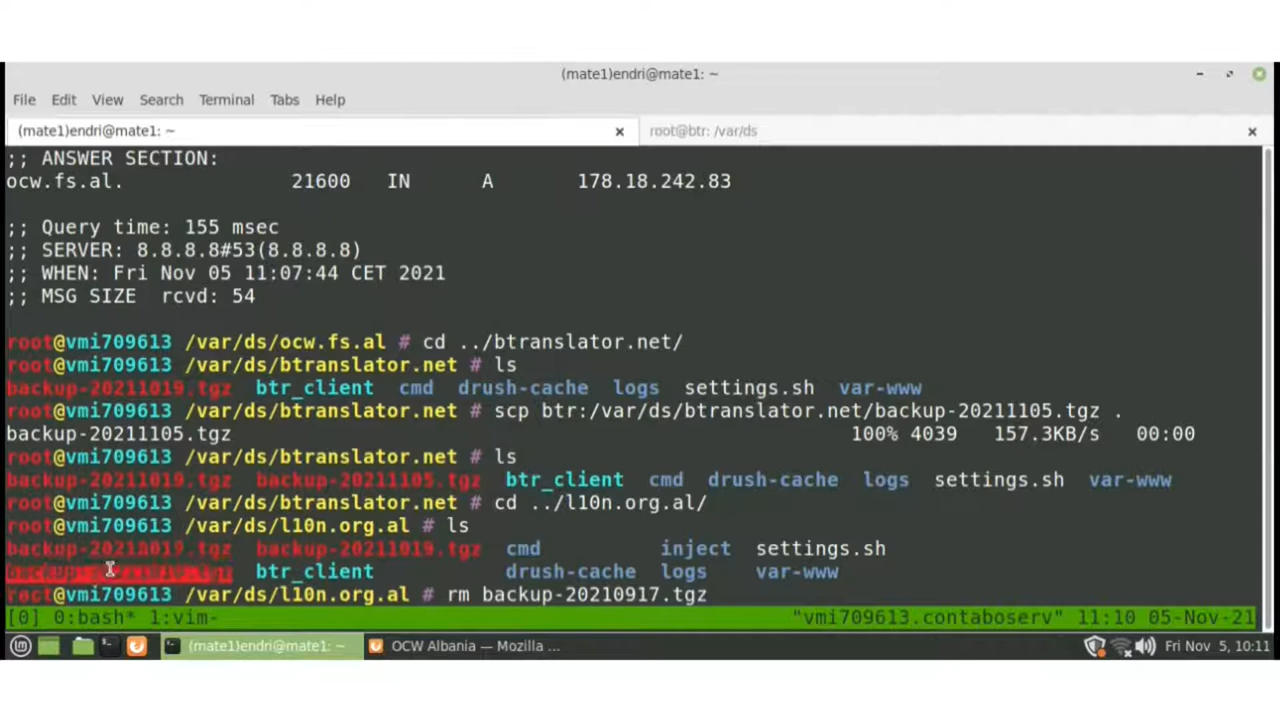 (mate1)endri@mate1: ~
File Edit View Search Terminal Tabs Help
(mate1)endri@mate1: ~ root@btr: /var/ds
;; ANSWER SECTION:
ocw.fs.al. 21600 IN A 178.18.242.83
;; Query time: 155 msec
;; SERVER: 8.8.8.8#53(8.8.8.8)
;; WHEN: Fri Nov 05 11:07:44 CET 2021
;; MSG SIZE rcvd: 54
root@vmi709613 /var/ds/ocw.fs.al # cd ../btranslator.net/
root@vmi709613 /var/ds/btranslator.net # ls
backup-20211019.tgz btr_client cmd drush-cache logs settings.sh var-www
root@vmi709613 /var/ds/btranslator.net # scp btr:/var/ds/btranslator.net/backup-20211105.tgz .
backup-20211105.tgz 100% 4039 157.3KB/s 00:00
root@vmi709613 /var/ds/btranslator.net # ls
backup-20211019.tgz backup-20211105.tgz btr_client cmd drush-cache logs settings.sh var-www
root@vmi709613 /var/ds/btranslator.net # cd ../l10n.org.al/
root@vmi709613 /var/ds/l10n.org.al # ls
backup-20211019.tgz cmd inject settings.sh
btr_client drush-cache logs var-www
root@vmi709613 /var/ds/l10n.org.al # rm backup-20210917.tgz
[0] 0:bash* 1:vim- "vmi709613.contaboserv" 11:10 05-Nov-21
(mate1)endri@mate1: ~ OCW Albania — Mozilla ... Fri Nov 5, 10:11